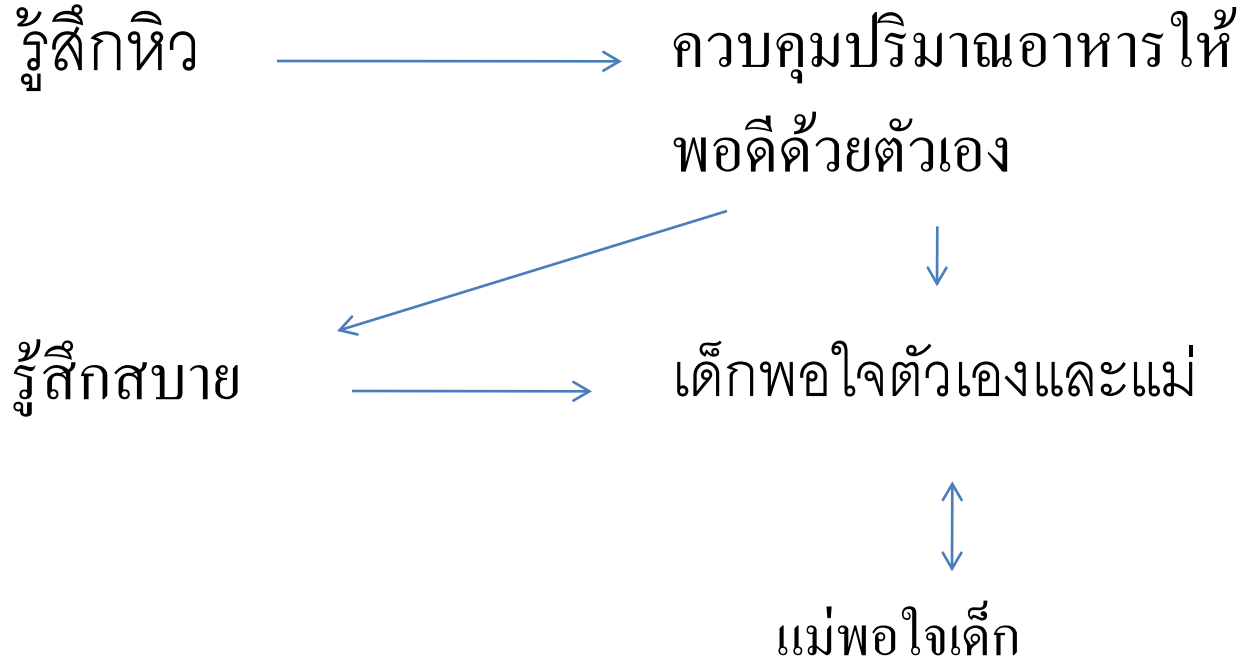 รู้สึกหิว
ควบคุมปริมาณอาหารให้
พอดีด้วยตัวเอง
รู้สึกสบาย
เด็กพอใจตัวเองและแม่
แม่พอใจเด็ก